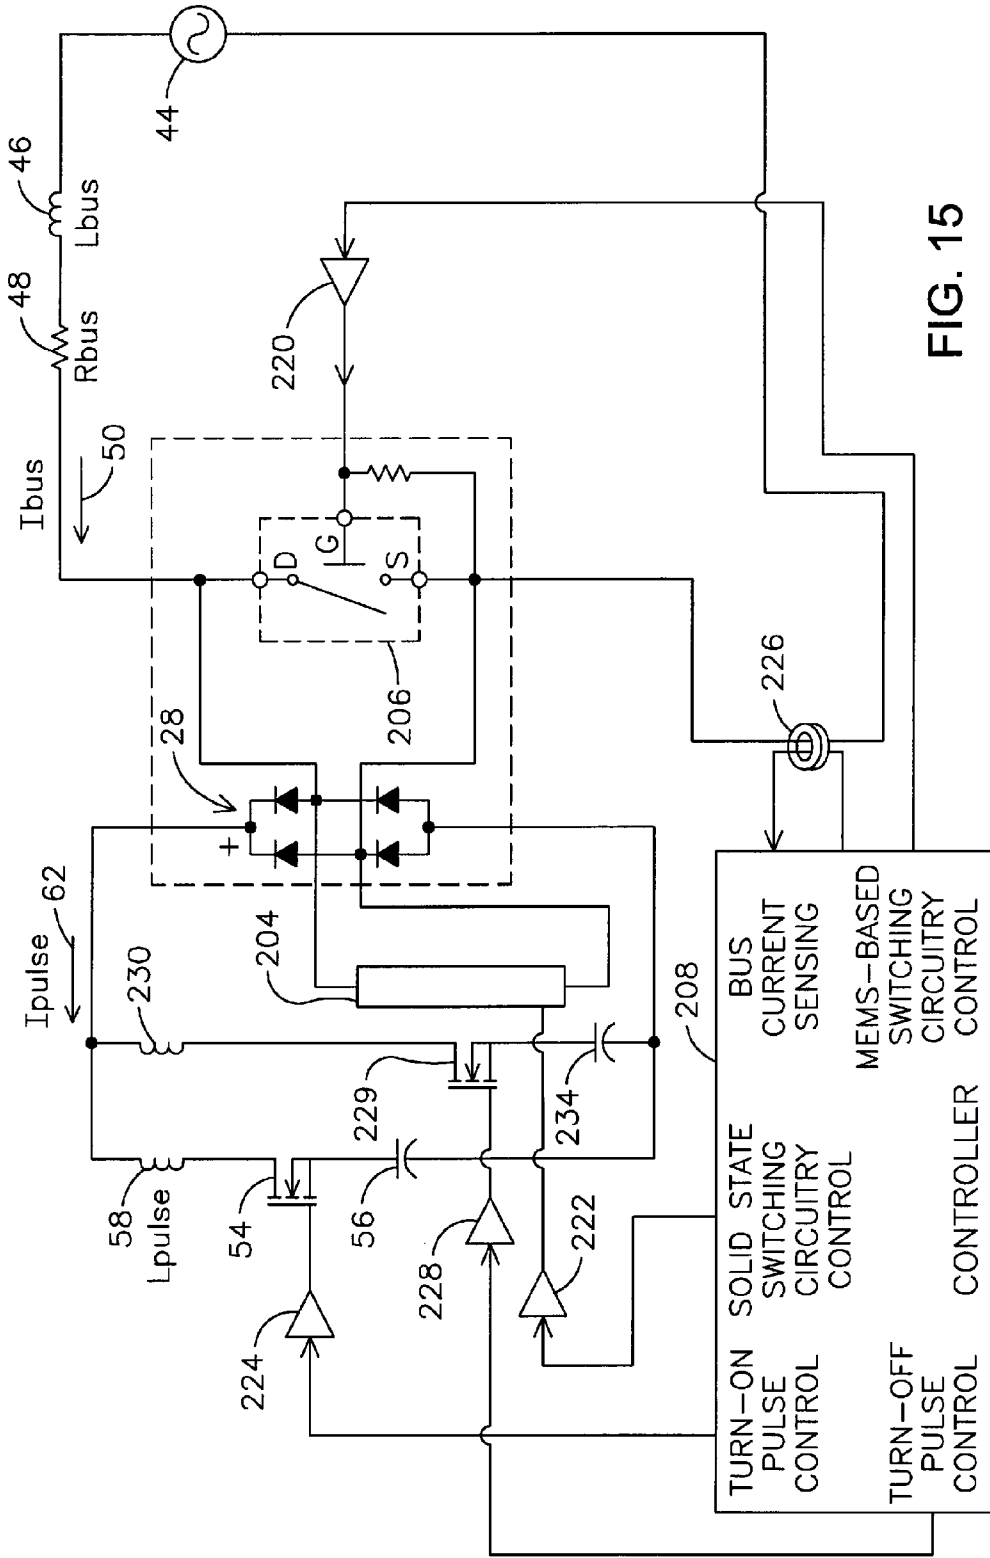 44
46
Lbus
48
Rbus
Ibus
50
220
D
G
S
206
28
+
Ipulse
62
230
204
229
234
58
Lpulse
54
56
224
228
222
226
208
TURN-ON
PULSE
CONTROL
SOLID STATE
SWITCHING
CIRCUITRY
CONTROL
BUS
CURRENT
SENSING
TURN-OFF
PULSE
CONTROL
CONTROLLER
MEMS-BASED
SWITCHING
CIRCUITRY
CONTROL
FIG. 15